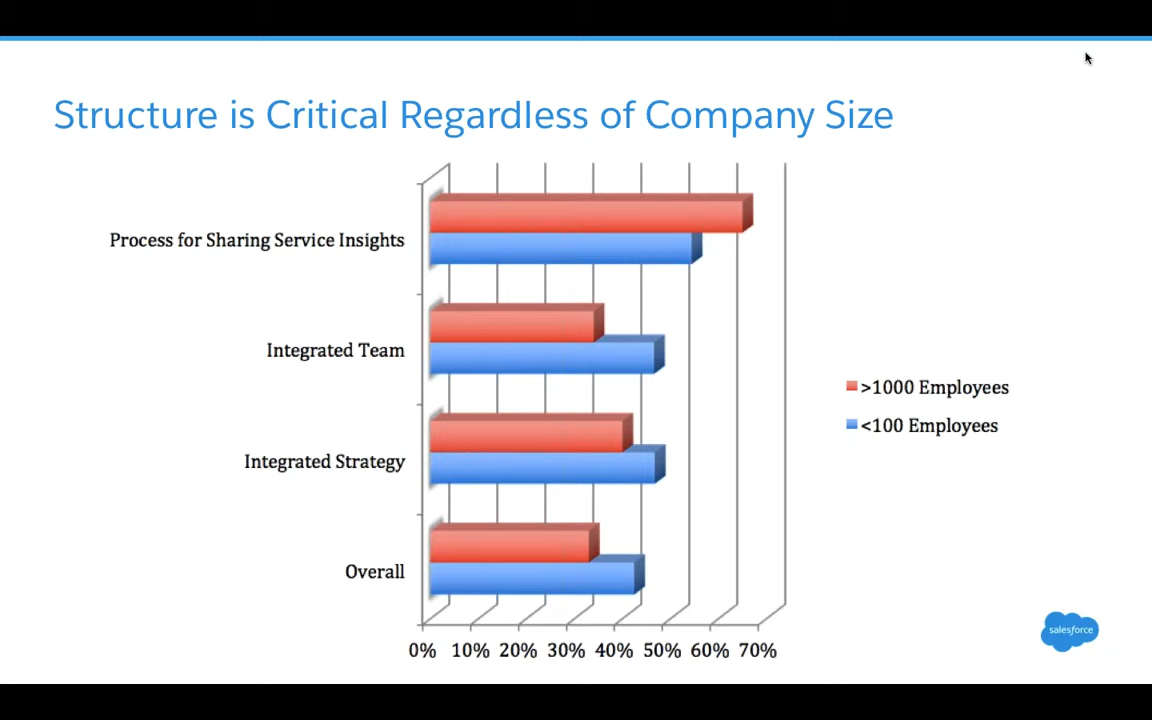 Structure is Critical Regardless of Company Size
Process for Sharing Service Insights
Integrated Team
Integrated Strategy
Overall
0% 10% 20% 30% 40% 50% 60% 70%
>1000 Employees
<100 Employees
salesforce